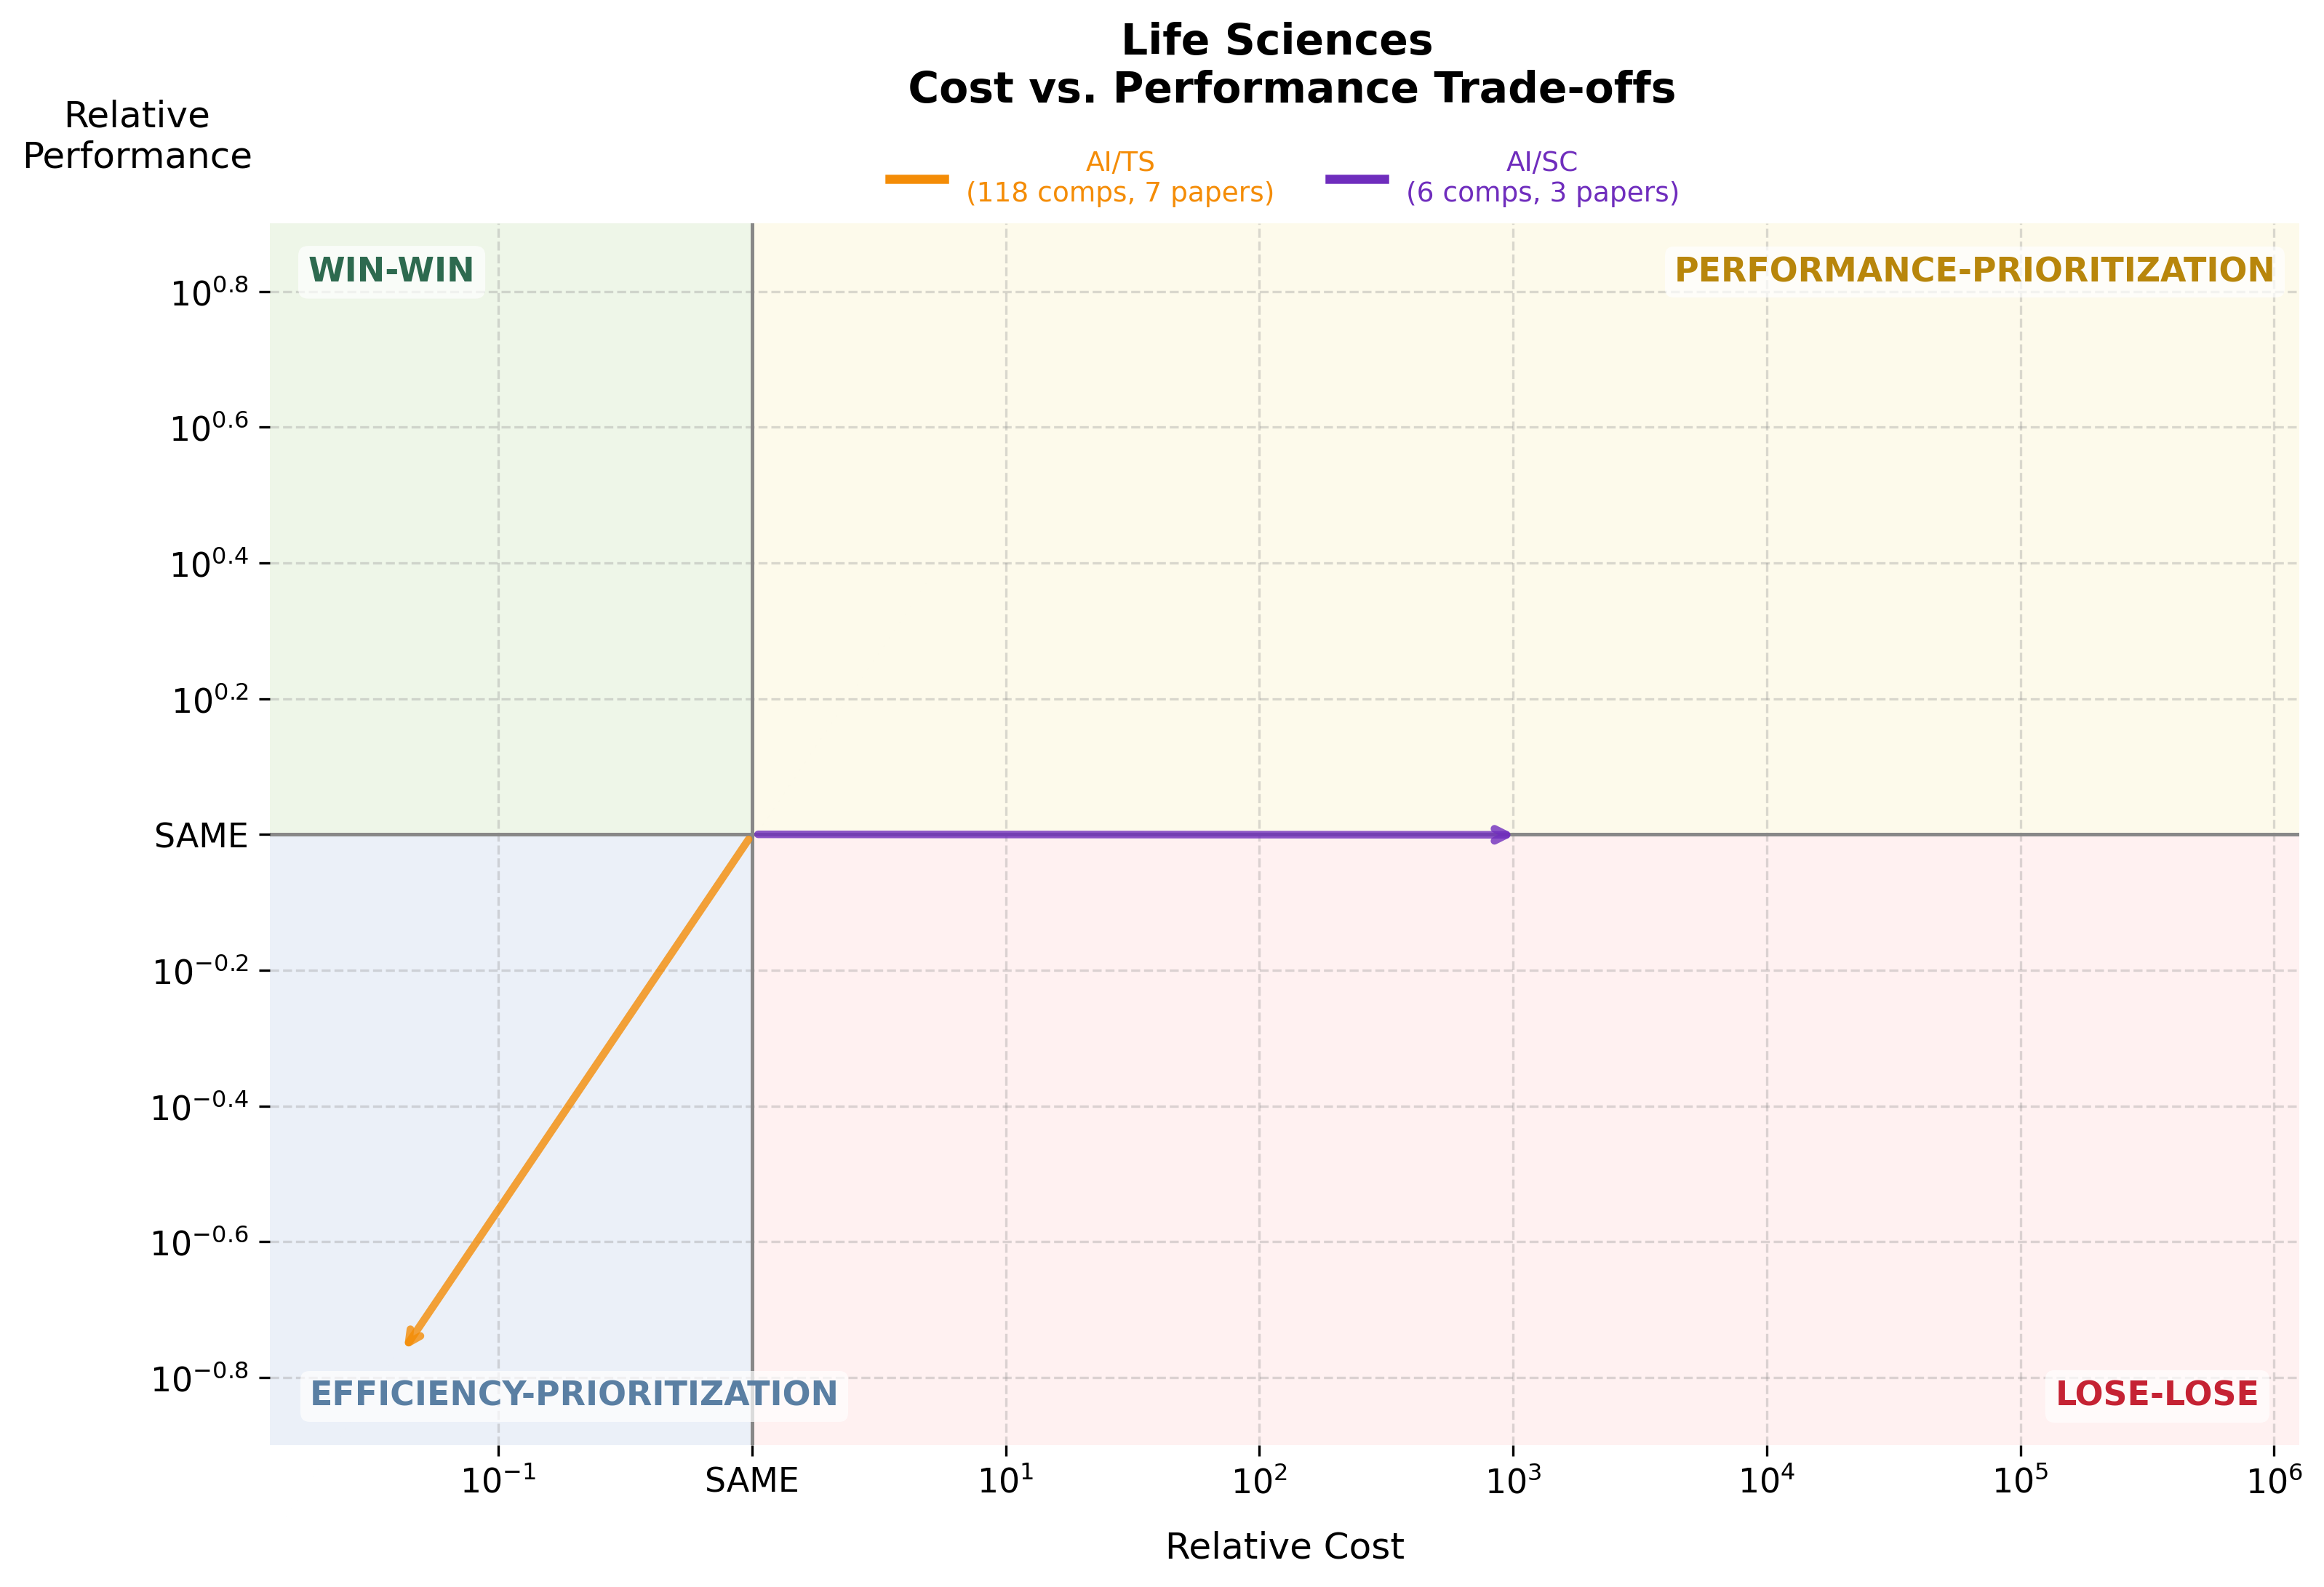 Life Sciences
Cost vs. Performance Trade-offs
Relative
Performance
AI/TS
(118 comps, 7 papers)
AI/SC
(6 comps, 3 papers)
WIN-WIN
PERFORMANCE-PRIORITIZATION
10^0.8
10^0.6
10^0.4
10^0.2
SAME
10^−0.2
10^−0.4
10^−0.6
10^−0.8
EFFICIENCY-PRIORITIZATION
LOSE-LOSE
10^−1 SAME 10^1 10^2 10^3 10^4 10^5 10^6
Relative Cost